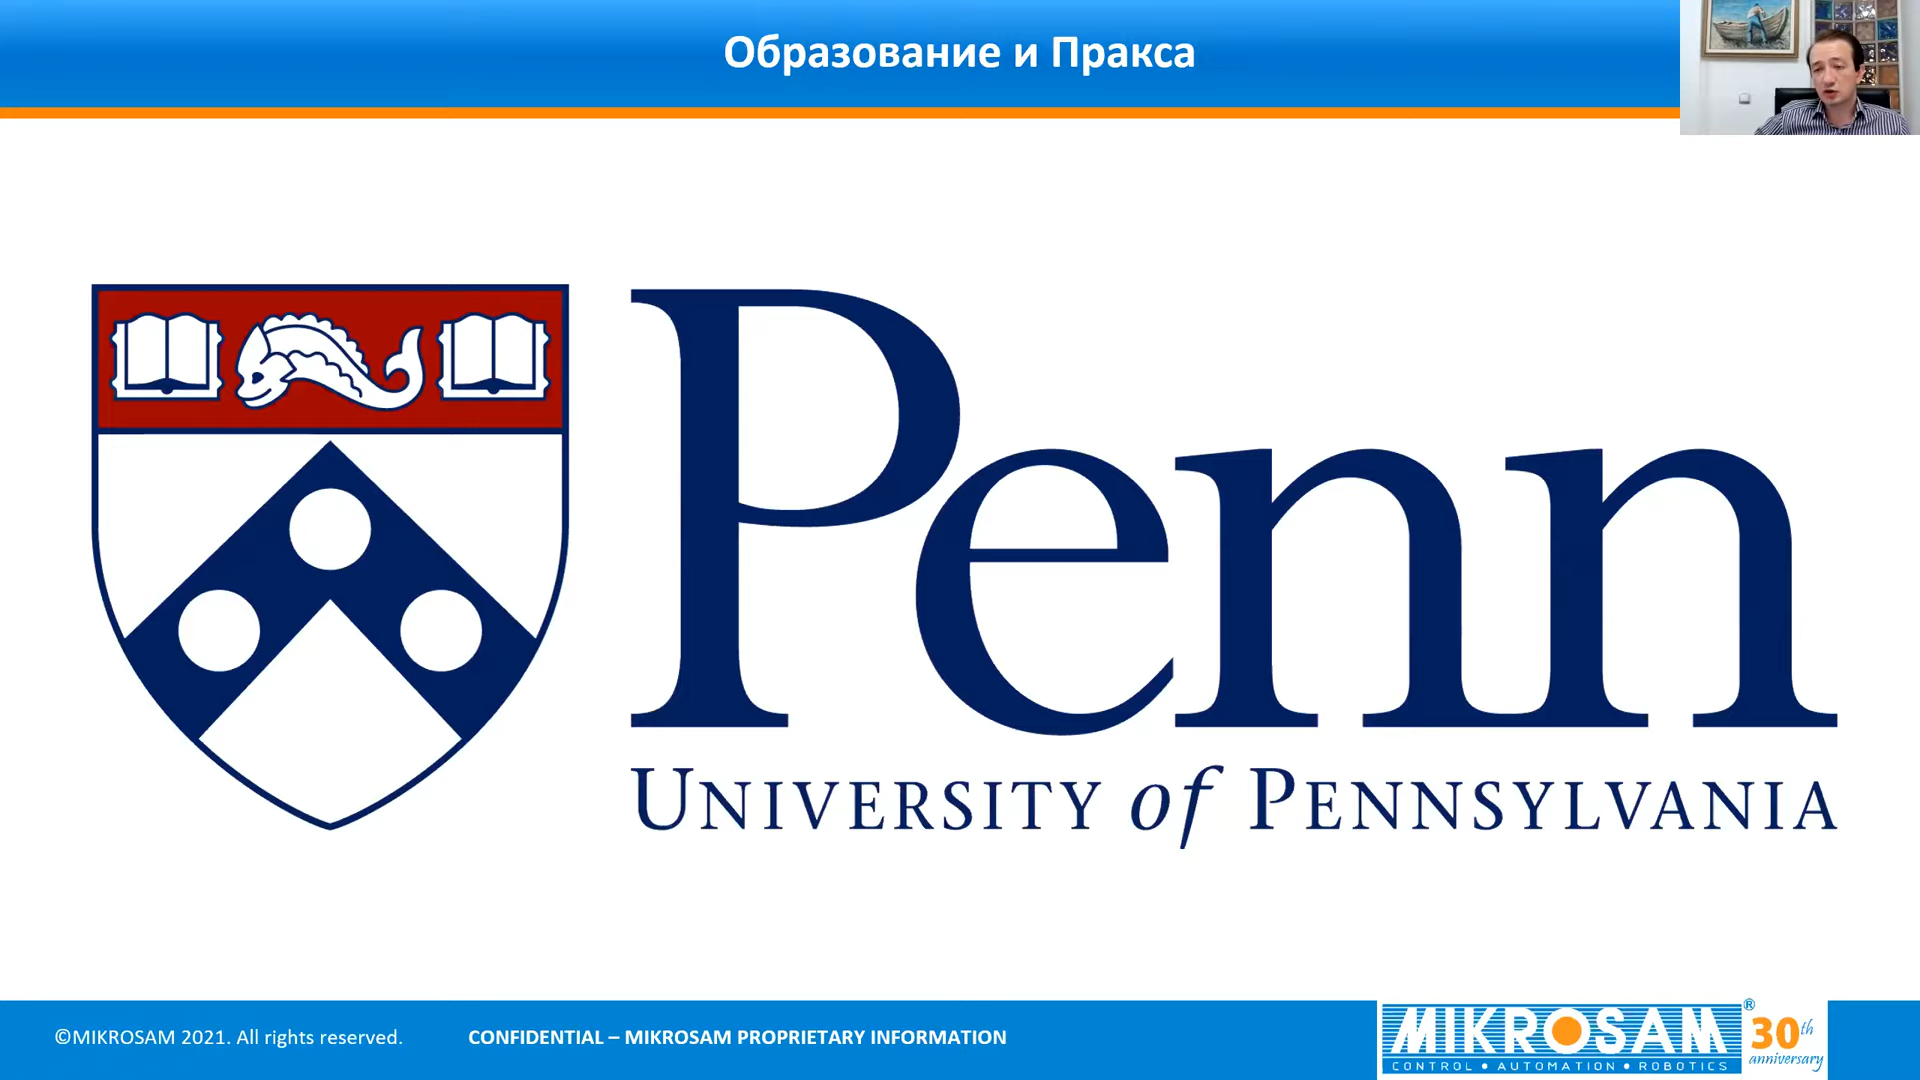 Образование и Пракса
Penn
UNIVERSITY of PENNSYLVANIA
©MIKROSAM 2021. All rights reserved.
CONFIDENTIAL – MIKROSAM PROPRIETARY INFORMATION
MIKROSAM®
CONTROL • AUTOMATION • ROBOTICS
30th
anniversary